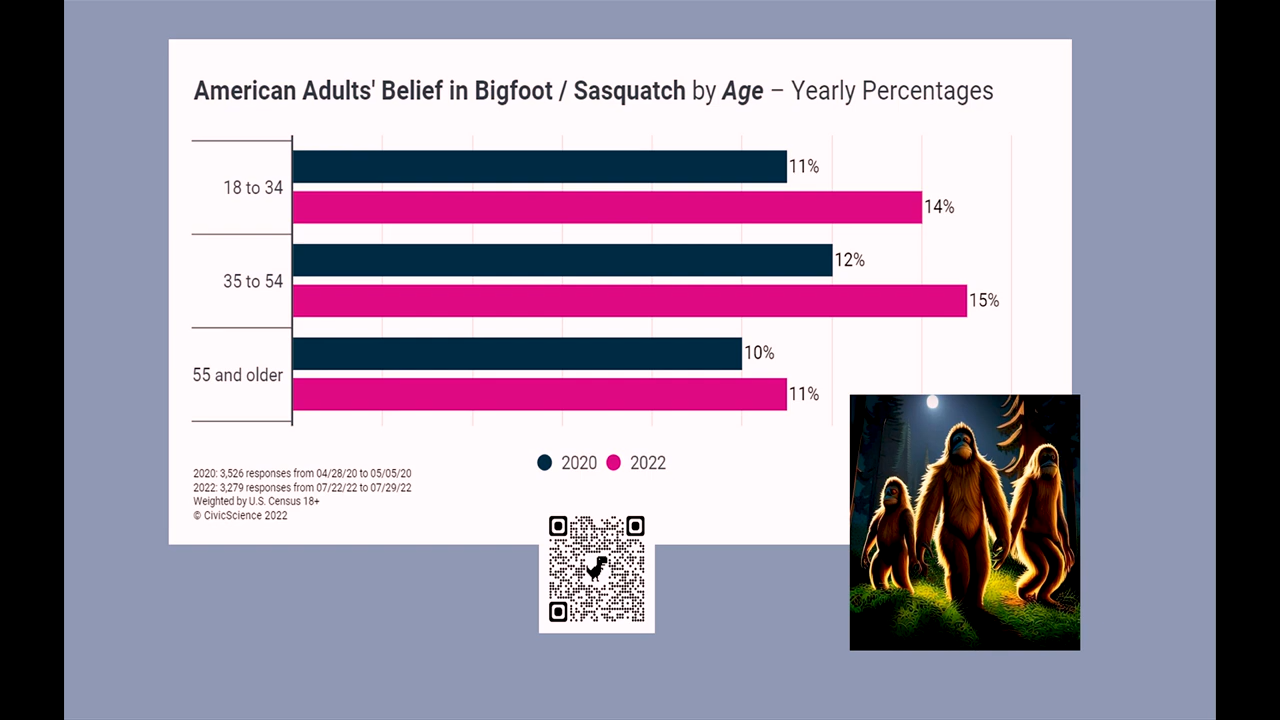 American Adults' Belief in Bigfoot / Sasquatch by Age – Yearly Percentages
18 to 34
11%
14%
35 to 54
12%
15%
55 and older
10%
11%
2020 2022
2020: 3,526 responses from 04/28/20 to 05/05/20
2022: 3,279 responses from 07/22/22 to 07/29/22
Weighted by U.S. Census 18+
© CivicScience 2022